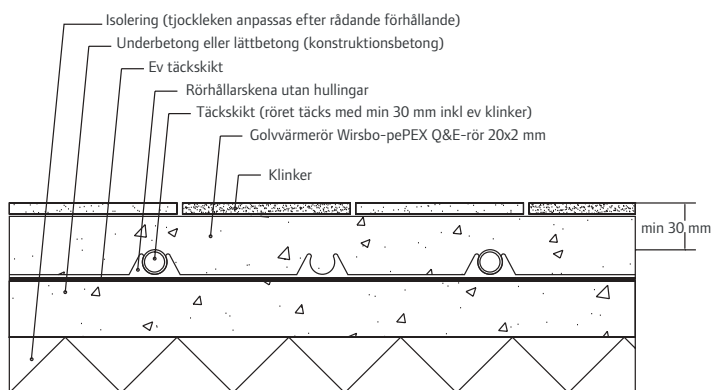 Isolering (tjockleken anpassas efter rådande förhållande)
Underbetong eller lättbetong (konstruktionsbetong)
Ev täckskikt
Rörhållarskena utan hullingar
Täckskikt (röret täcks med min 30 mm inkl ev klinker)
Golvvärmerör Wirsbo-pePEX Q&E-rör 20x2 mm
Klinker
min 30 mm